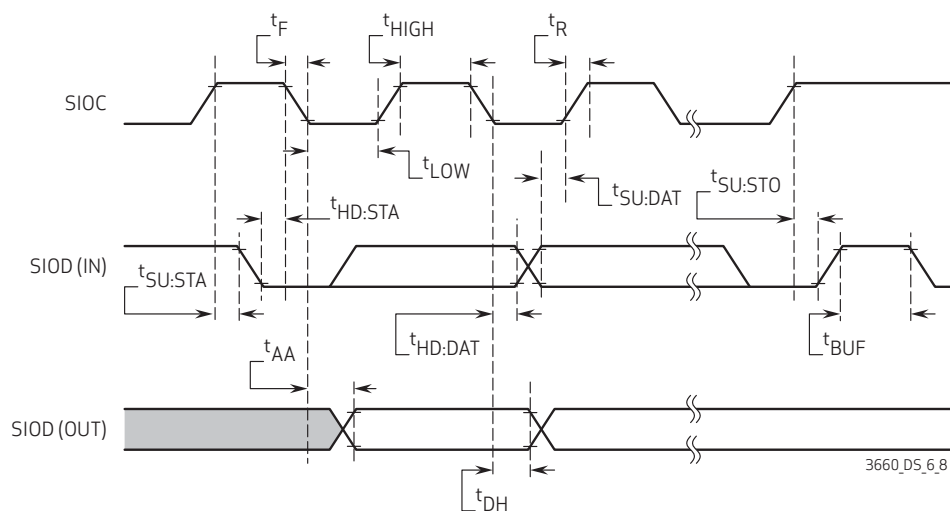 tF
tHIGH
tR
SIOC
tLOW
tSU:DAT
tSU:STO
tHD:STA
SIOD (IN)
tSU:STA
tAA
tHD:DAT
tBUF
SIOD (OUT)
3660_DS_6_8
tDH